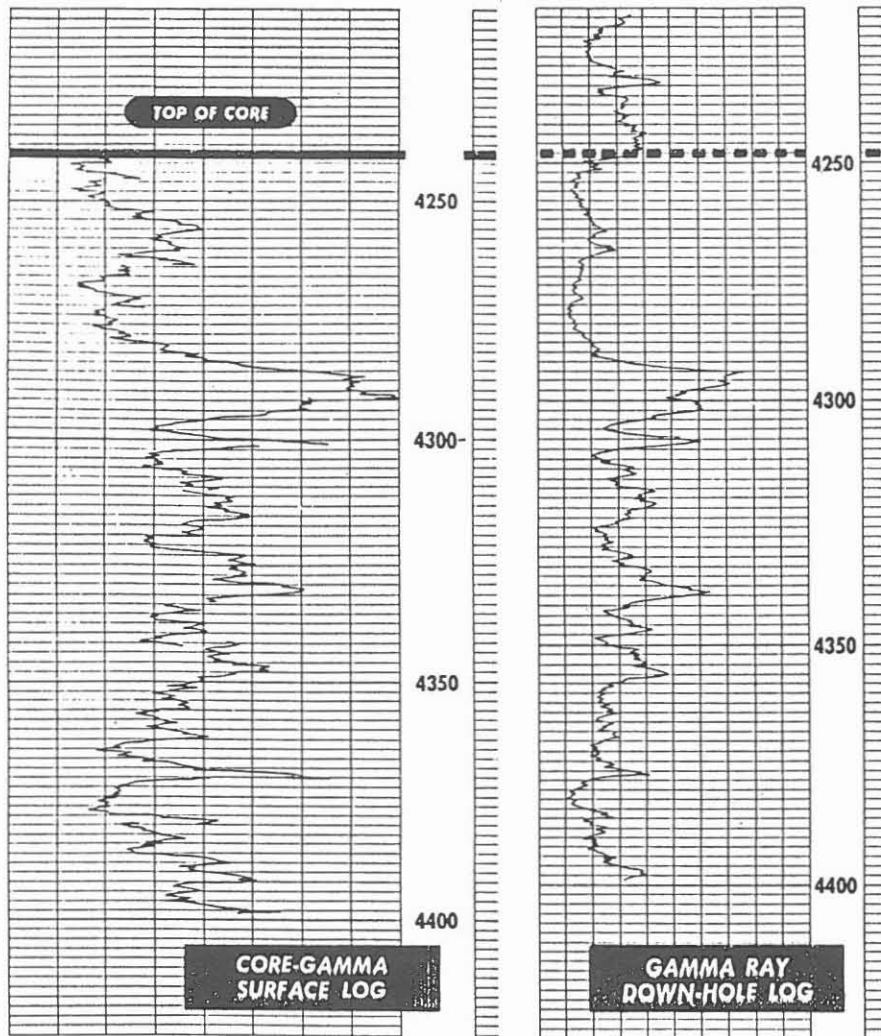 TOP OF CORE
4250
4300
4350
4400
CORE-GAMMA
SURFACE LOG
4250
4300
4350
4400
GAMMA RAY
DOWN-HOLE LOG